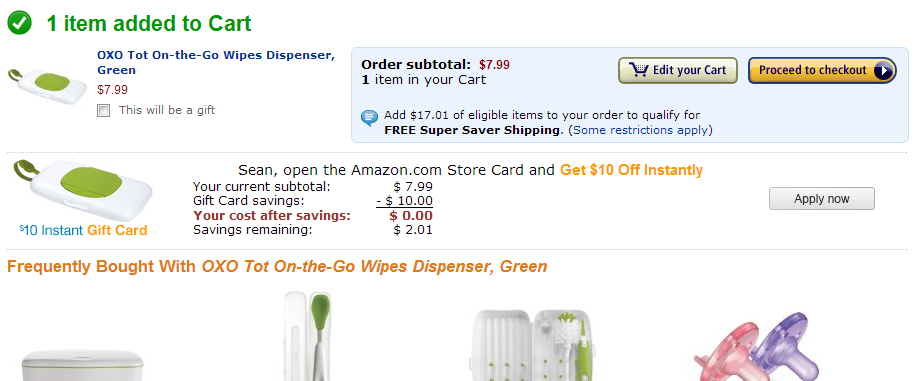 1 item added to Cart
OXO Tot On-the-Go Wipes Dispenser,
Green
$7.99
This will be a gift
Order subtotal: $7.99
1 item in your Cart
Edit your Cart
Proceed to checkout
Add $17.01 of eligible items to your order to qualify for
FREE Super Saver Shipping. (Some restrictions apply)
$10 Instant Gift Card
Sean, open the Amazon.com Store Card and Get $10 Off Instantly
Your current subtotal: $ 7.99
Gift Card savings: - $ 10.00
Your cost after savings: $ 0.00
Savings remaining: $ 2.01
Apply now
Frequently Bought With OXO Tot On-the-Go Wipes Dispenser, Green